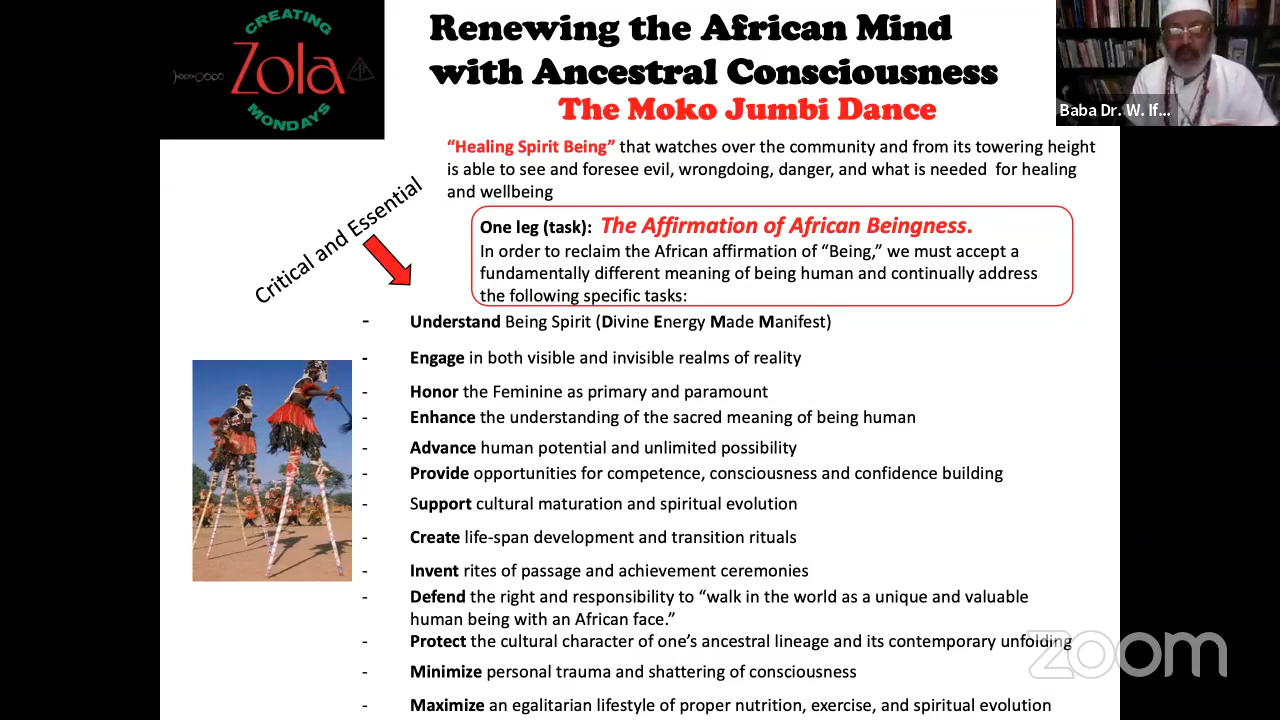 CREATING
Zola
MONDAYS
Renewing the African Mind
with Ancestral Consciousness
The Moko Jumbi Dance
Baba Dr. W. If...
“Healing Spirit Being” that watches over the community and from its towering height
is able to see and foresee evil, wrongdoing, danger, and what is needed for healing
and wellbeing
Critical and Essential
One leg (task): The Affirmation of African Beingness.
In order to reclaim the African affirmation of “Being,” we must accept a
fundamentally different meaning of being human and continually address
the following specific tasks:
- Understand Being Spirit (Divine Energy Made Manifest)
- Engage in both visible and invisible realms of reality
- Honor the Feminine as primary and paramount
- Enhance the understanding of the sacred meaning of being human
- Advance human potential and unlimited possibility
- Provide opportunities for competence, consciousness and confidence building
- Support cultural maturation and spiritual evolution
- Create life-span development and transition rituals
- Invent rites of passage and achievement ceremonies
- Defend the right and responsibility to “walk in the world as a unique and valuable
human being with an African face.”
- Protect the cultural character of one’s ancestral lineage and its contemporary unfolding
- Minimize personal trauma and shattering of consciousness
- Maximize an egalitarian lifestyle of proper nutrition, exercise, and spiritual evolution
zoom